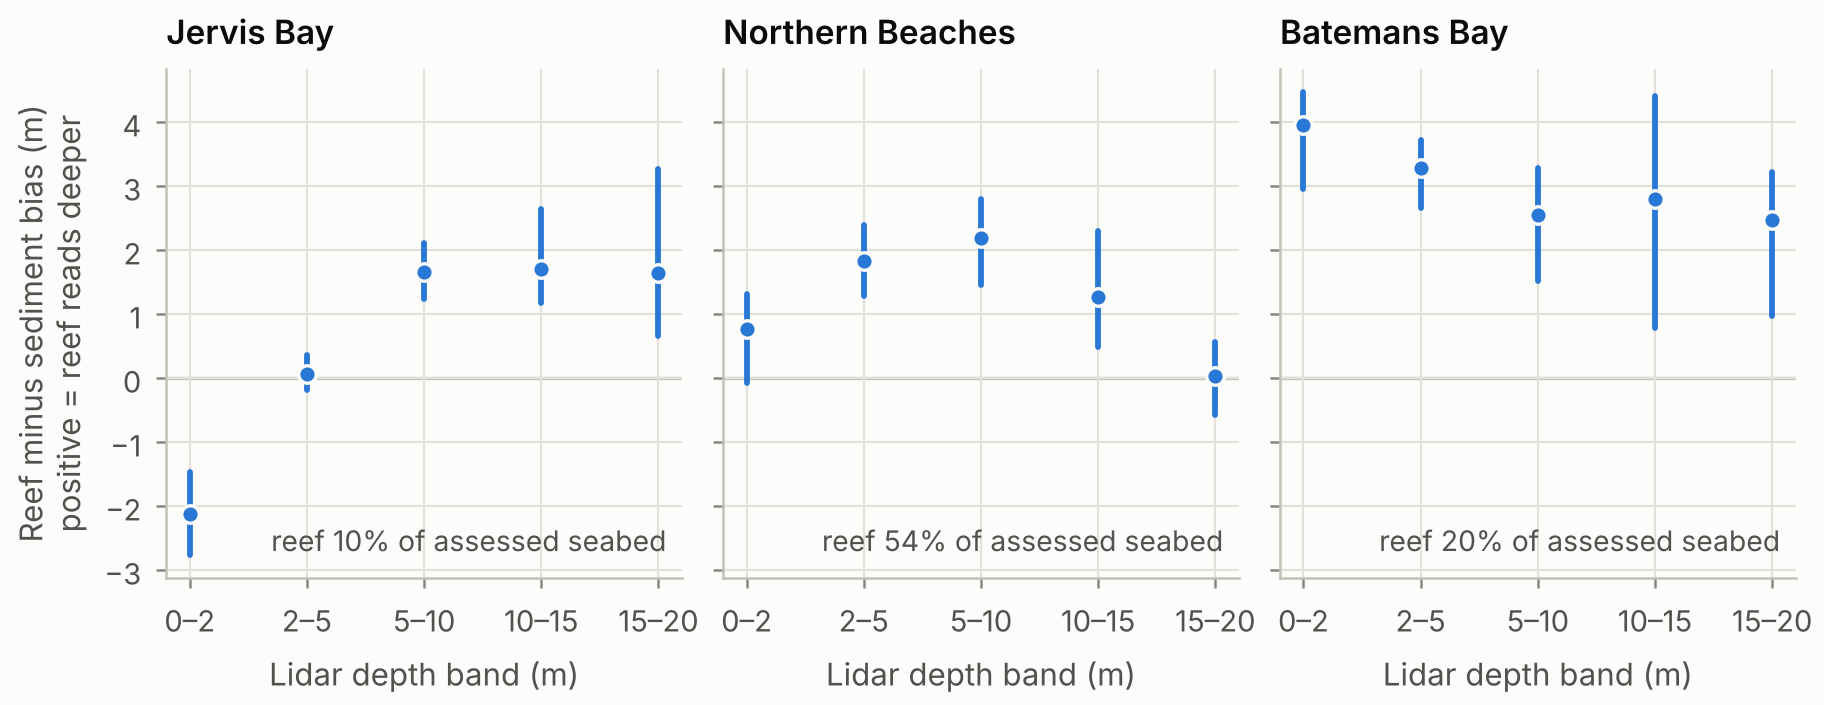 Jervis Bay
Northern Beaches
Batemans Bay
Reef minus sediment bias (m)
positive = reef reads deeper
4
3
2
1
0
−1
−2
−3
reef 10% of assessed seabed
reef 54% of assessed seabed
reef 20% of assessed seabed
0–2 2–5 5–10 10–15 15–20
0–2 2–5 5–10 10–15 15–20
0–2 2–5 5–10 10–15 15–20
Lidar depth band (m)
Lidar depth band (m)
Lidar depth band (m)